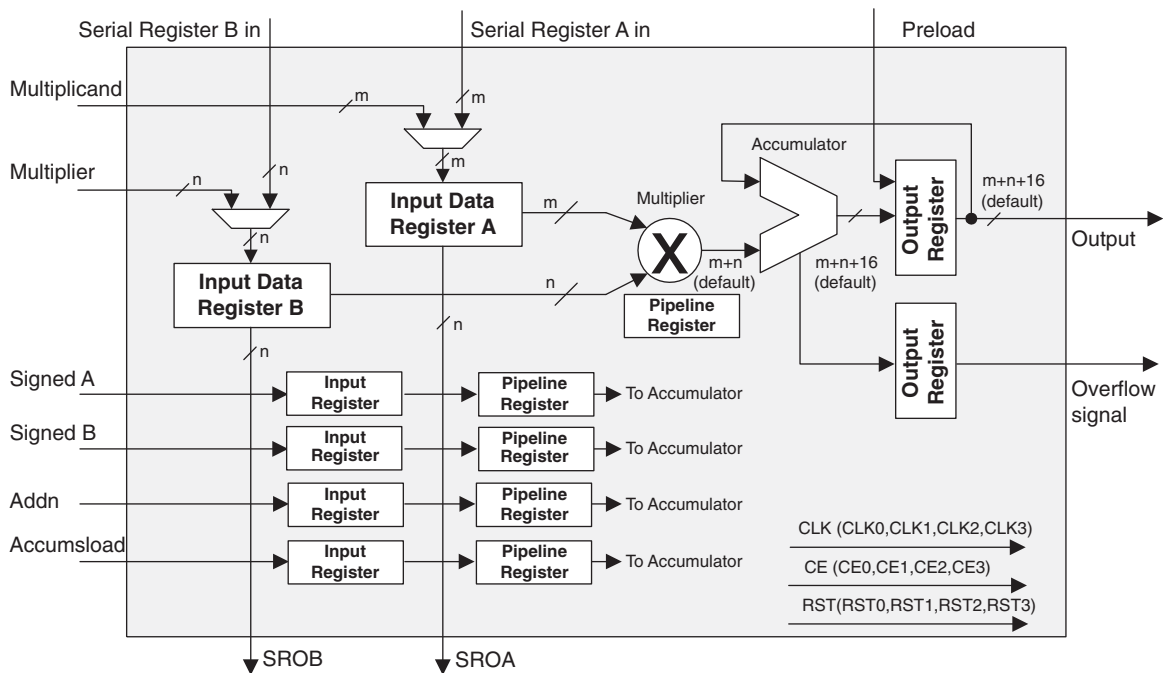 Serial Register B in
Serial Register A in
Preload
Multiplicand
m
m
Multiplier
n
n
m
n
Input Data
Register A
Input Data
Register B
m
n
n
n
Multiplier
X
Pipeline
Register
m+n
(default)
Accumulator
m+n+16
(default)
Output
Register
m+n+16
(default)
Output
Output
Register
Overflow
signal
Signed A
Input
Register
Pipeline
Register
To Accumulator
Signed B
Input
Register
Pipeline
Register
To Accumulator
Addn
Input
Register
Pipeline
Register
To Accumulator
Accumsload
Input
Register
Pipeline
Register
To Accumulator
CLK (CLK0,CLK1,CLK2,CLK3)
CE (CE0,CE1,CE2,CE3)
RST(RST0,RST1,RST2,RST3)
SROB
SROA